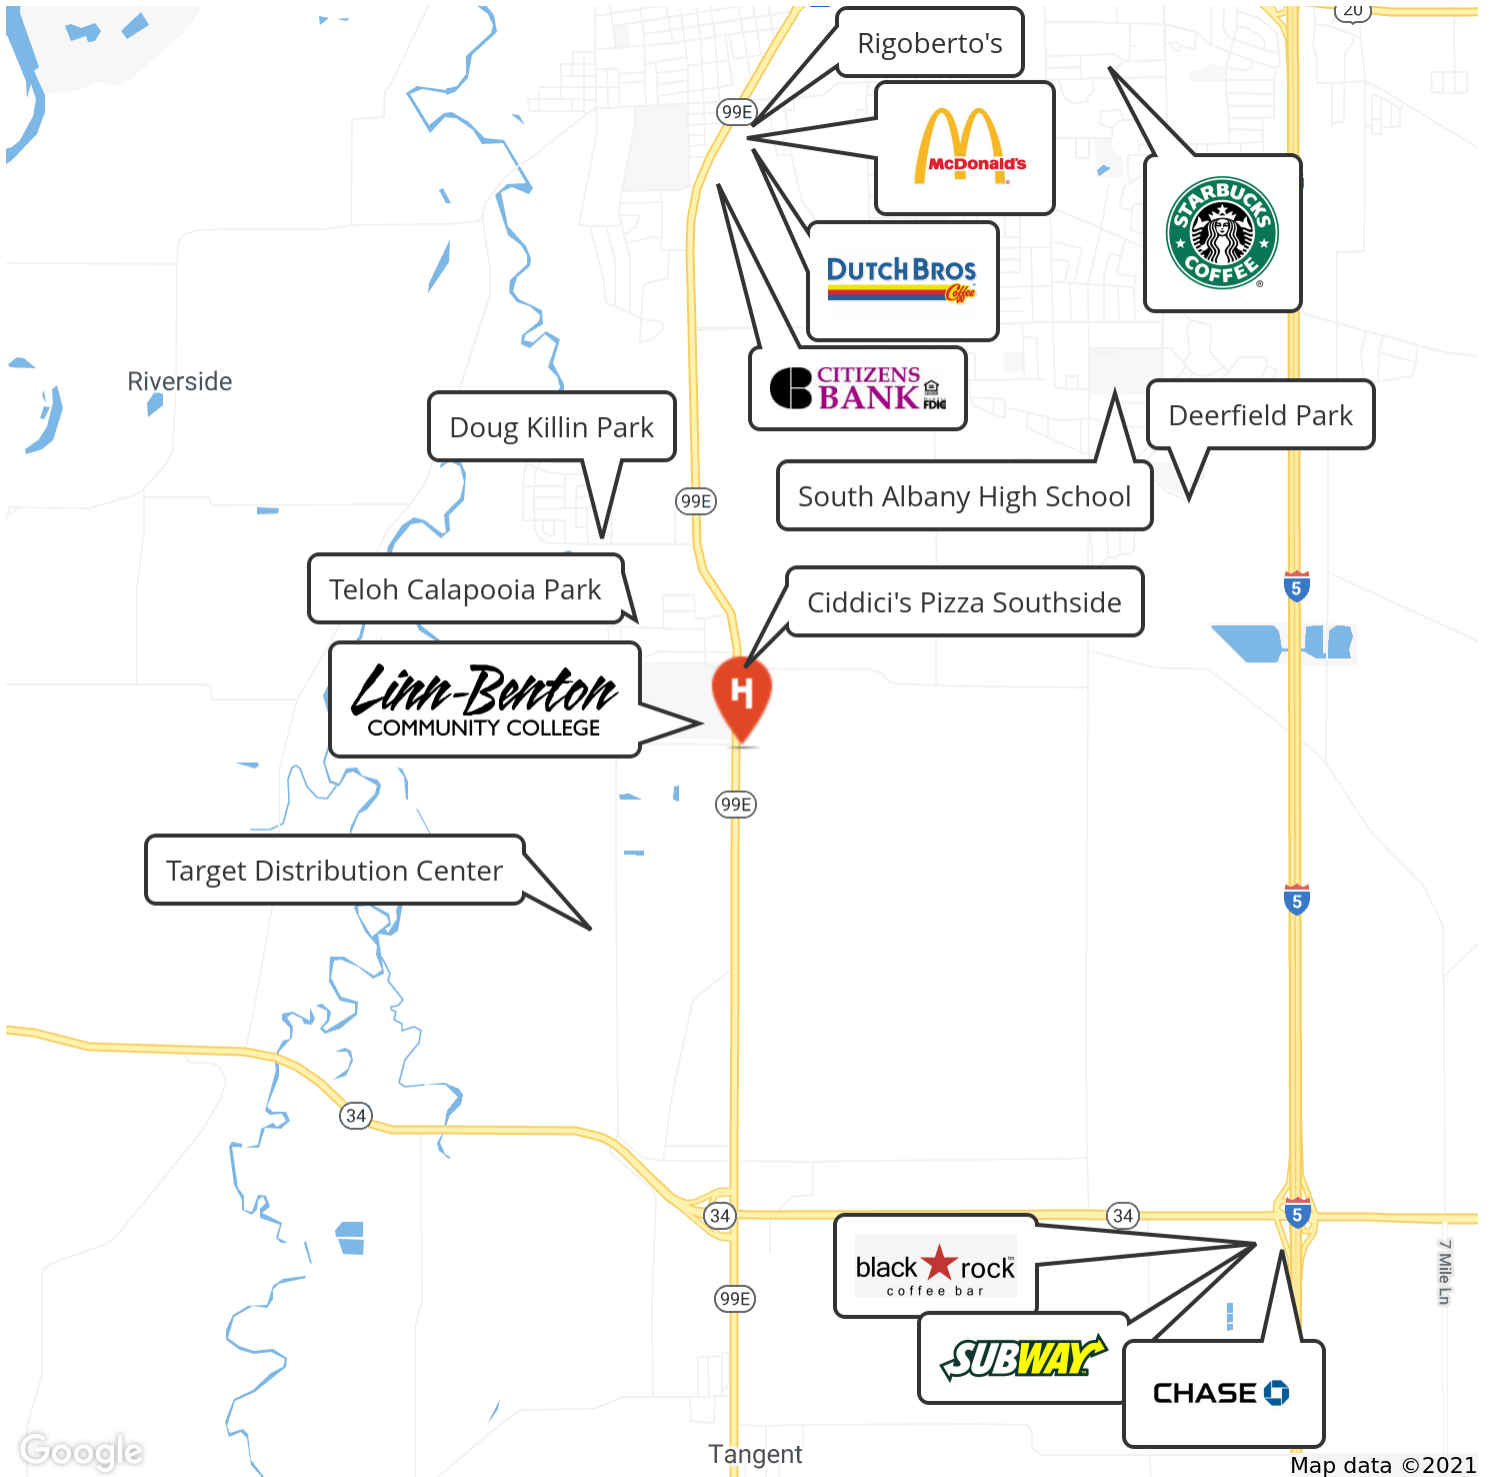 20
Rigoberto's
99E
McDonald's
STARBUCKS
COFFEE
®
DUTCH BROS
Coffee
Riverside
CITIZENS
BANK
FDIC
Doug Killin Park
Deerfield Park
99E
South Albany High School
5
Teloh Calapooia Park
Ciddici's Pizza Southside
H
Linn-Benton
COMMUNITY COLLEGE
99E
Target Distribution Center
5
34
34
34
5
black rock
coffee bar
7 Mile Ln
99E
SUBWAY
CHASE
Google
Tangent
Map data ©2021